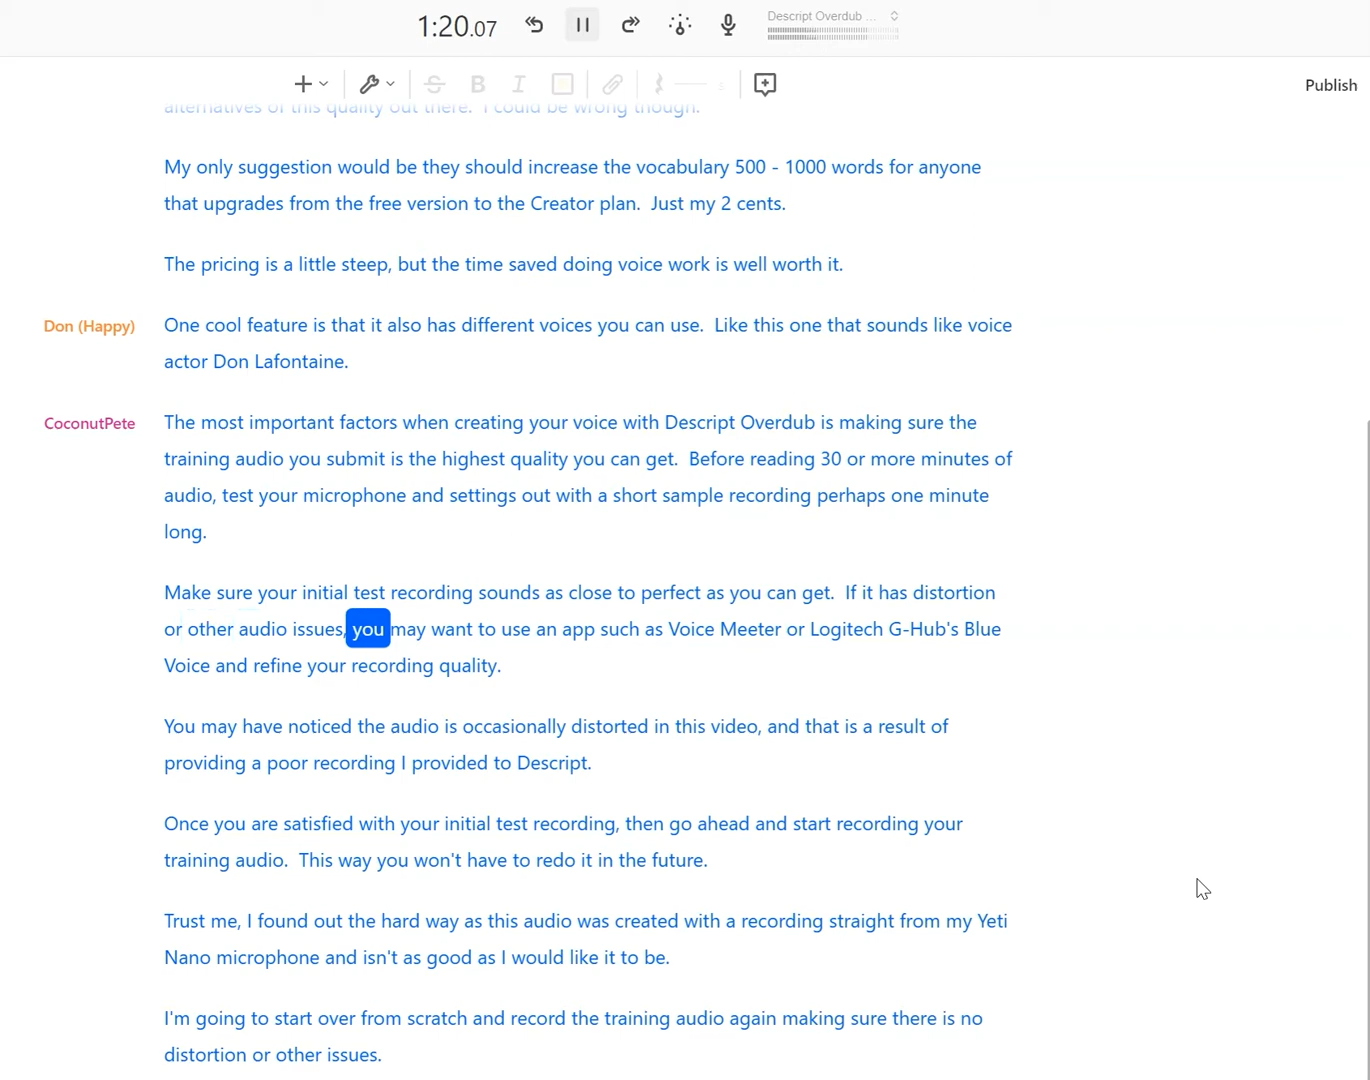 1:20.07
Descript Overdub ...
Publish
alternatives of this quality out there.  I could be wrong though.
My only suggestion would be they should increase the vocabulary 500 - 1000 words for anyone
that upgrades from the free version to the Creator plan.  Just my 2 cents.
The pricing is a little steep, but the time saved doing voice work is well worth it.
Don (Happy)
One cool feature is that it also has different voices you can use.  Like this one that sounds like voice
actor Don Lafontaine.
CoconutPete
The most important factors when creating your voice with Descript Overdub is making sure the
training audio you submit is the highest quality you can get.  Before reading 30 or more minutes of
audio, test your microphone and settings out with a short sample recording perhaps one minute
long.
Make sure your initial test recording sounds as close to perfect as you can get.  If it has distortion
or other audio issues, you may want to use an app such as Voice Meeter or Logitech G-Hub's Blue
Voice and refine your recording quality.
You may have noticed the audio is occasionally distorted in this video, and that is a result of
providing a poor recording I provided to Descript.
Once you are satisfied with your initial test recording, then go ahead and start recording your
training audio.  This way you won't have to redo it in the future.
Trust me, I found out the hard way as this audio was created with a recording straight from my Yeti
Nano microphone and isn't as good as I would like it to be.
I'm going to start over from scratch and record the training audio again making sure there is no
distortion or other issues.